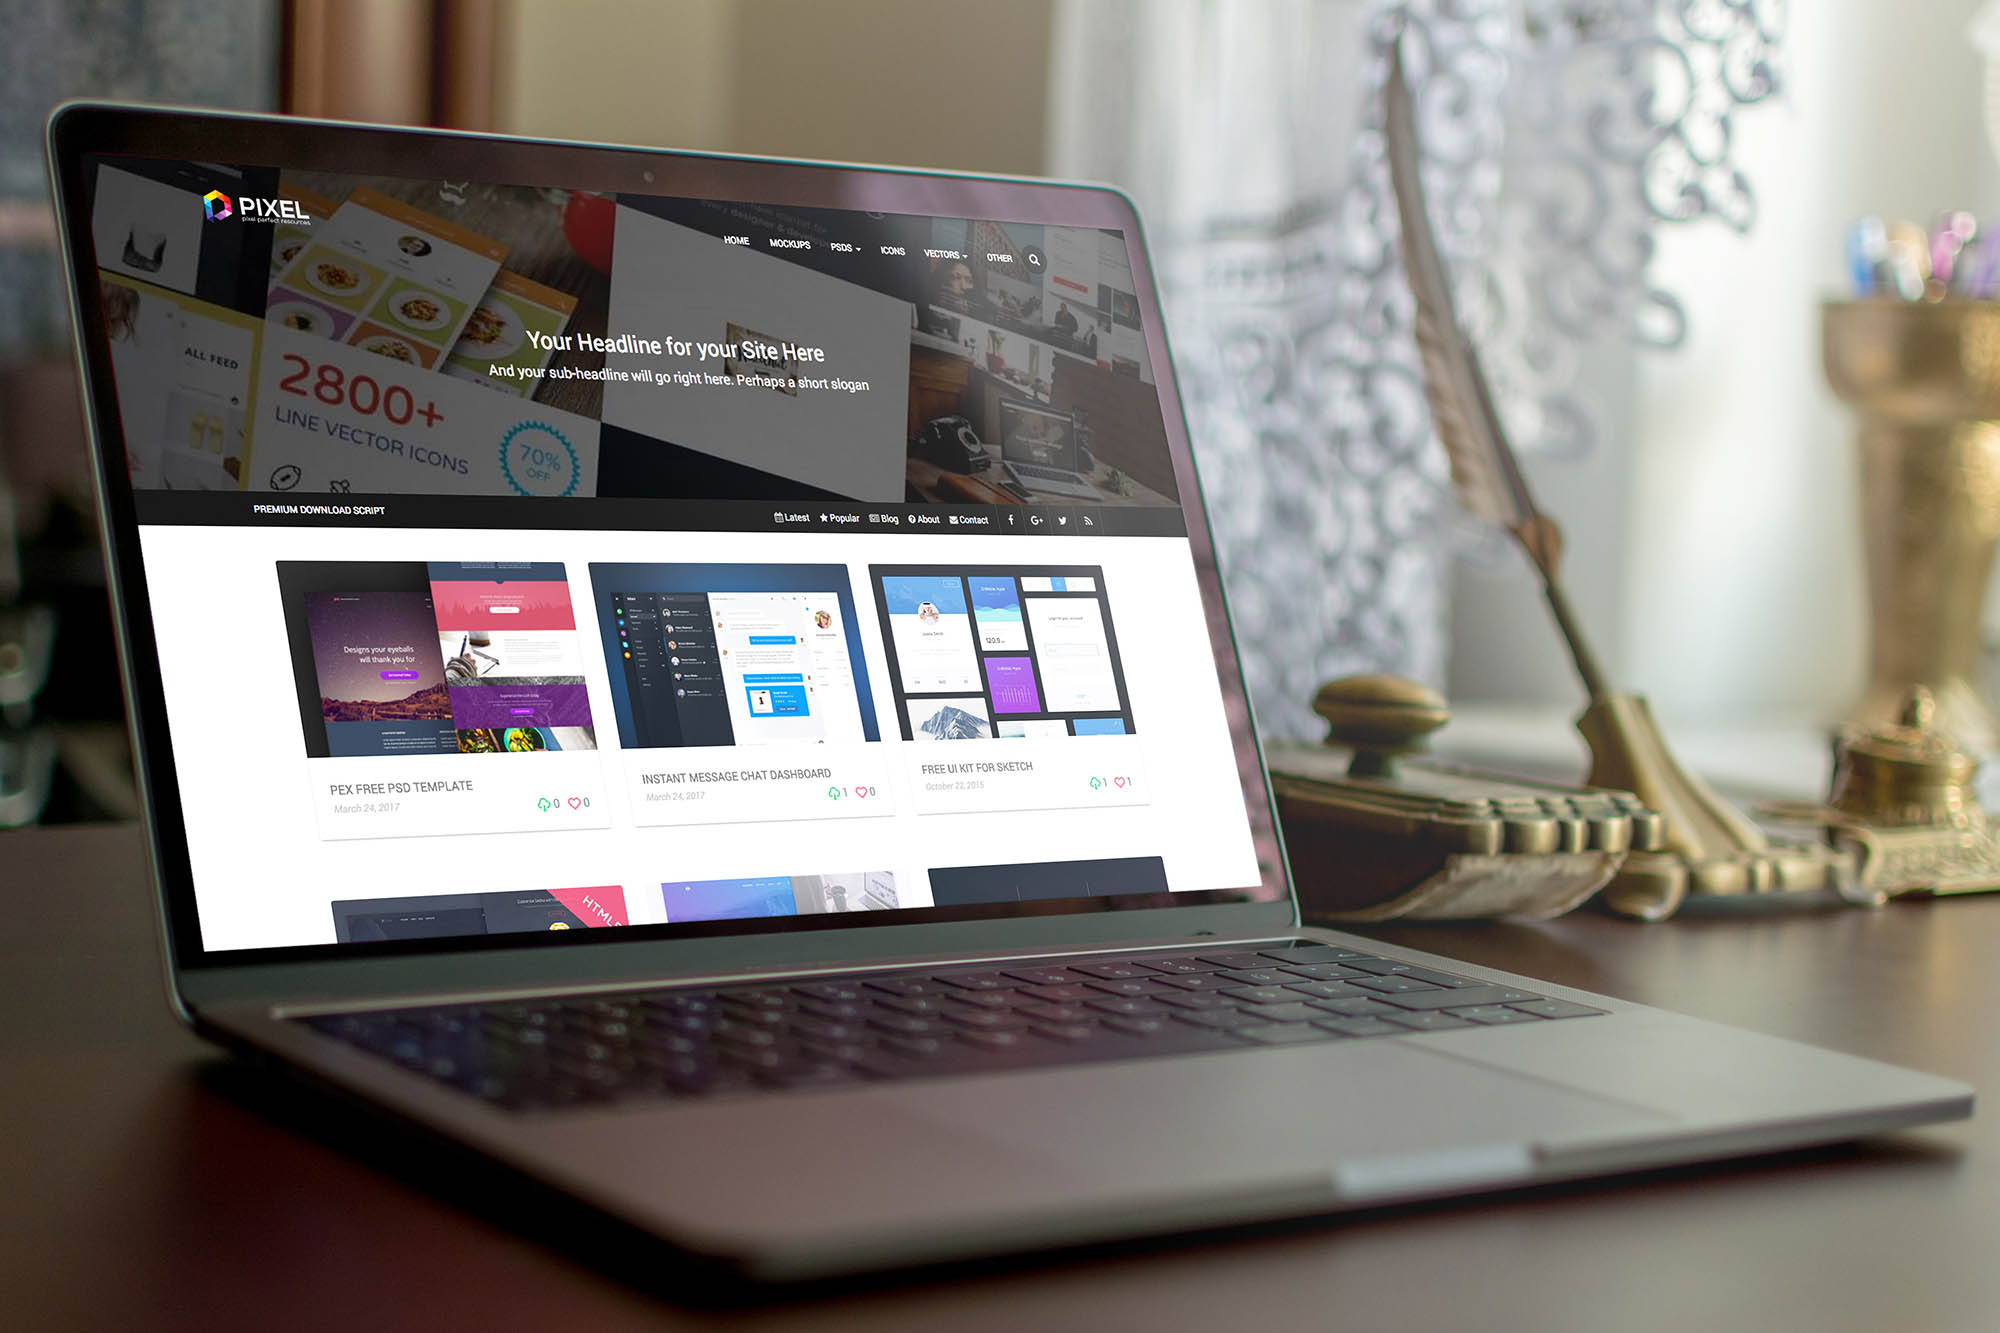 PIXEL
pixel perfect resources
HOME MOCKUPS PSDS ICONS VECTORS OTHER
Your Headline for your Site Here
And your sub-headline will go right here. Perhaps a short slogan
ALL FEED
2800+
LINE VECTOR ICONS
70%
OFF
PREMIUM DOWNLOAD SCRIPT
Latest Popular Blog About Contact
Designs your eyeballs
will thank you for
PEX FREE PSD TEMPLATE
March 24, 2017
0 0
INSTANT MESSAGE CHAT DASHBOARD
March 24, 2017
1 0
120.9
FREE UI KIT FOR SKETCH
October 22, 2015
1 1